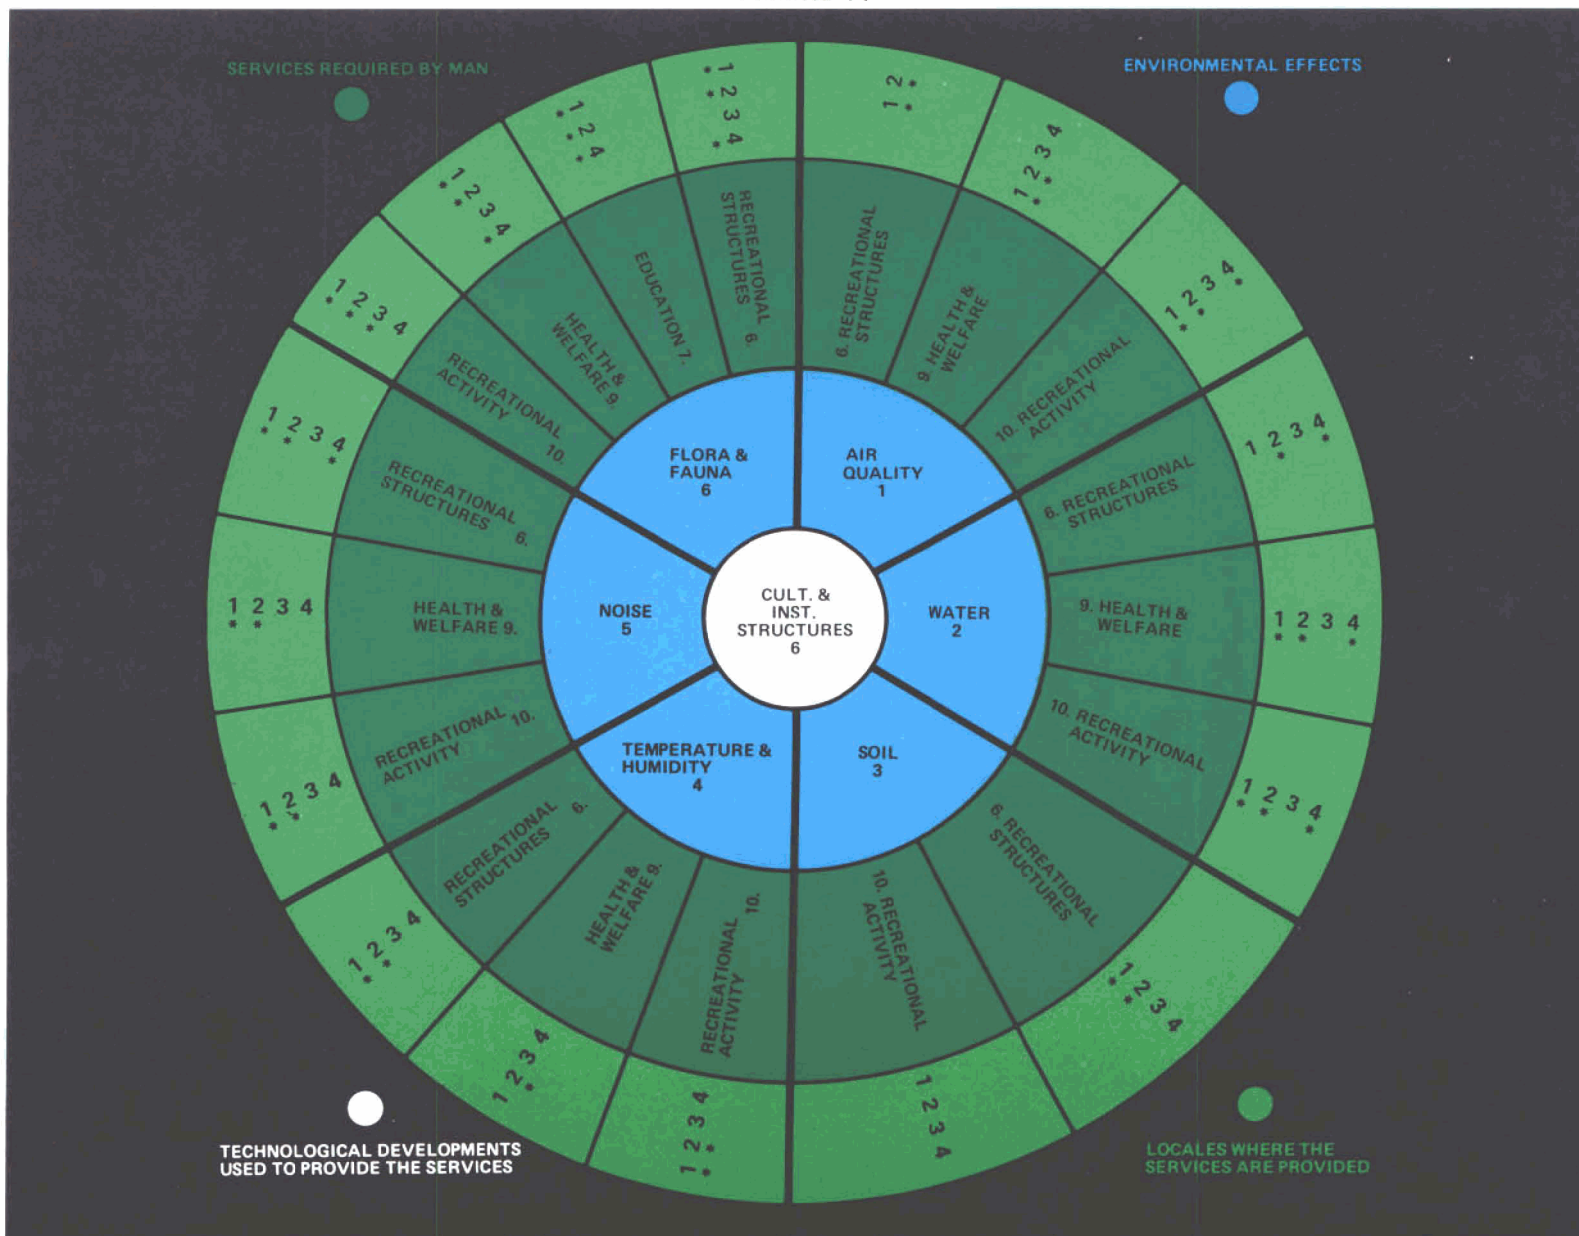 SERVICES REQUIRED BY MAN
ENVIRONMENTAL EFFECTS
CULT. &
INST.
STRUCTURES
6
AIR
QUALITY
1
WATER
2
SOIL
3
TEMPERATURE &
HUMIDITY
4
NOISE
5
FLORA &
FAUNA
6
6. RECREATIONAL
STRUCTURES
1 2*
*
9. HEALTH &
WELFARE
1 2 3 4
* *
10. RECREATIONAL
ACTIVITY
1 2 3 4
* * *
6. RECREATIONAL
STRUCTURES
1 2 3 4
* *
9. HEALTH &
WELFARE
1 2 3 4
* * *
10. RECREATIONAL
ACTIVITY
1 2 3 4
* * *
6. RECREATIONAL
STRUCTURES
1 2 3 4
* *
10. RECREATIONAL
ACTIVITY
1 2 3 4
RECREATIONAL 10.
ACTIVITY
1 2 3 4
* *
HEALTH &
WELFARE 9.
1 2 3 4
*
RECREATIONAL 6.
STRUCTURES
1 2 3 4
* *
RECREATIONAL 10.
ACTIVITY
1 2 3 4
* *
HEALTH &
WELFARE 9.
1 2 3 4
* *
RECREATIONAL
STRUCTURES 6.
1 2 3 4
* * *
RECREATIONAL
ACTIVITY 10.
1 2 3 4
* * *
HEALTH &
WELFARE 9.
1 2 3 4
* * *
EDUCATION 7.
1 2 4
* * *
RECREATIONAL
STRUCTURES 6.
1 2 3 4
* * *
TECHNOLOGICAL DEVELOPMENTS
USED TO PROVIDE THE SERVICES
LOCALES WHERE THE
SERVICES ARE PROVIDED